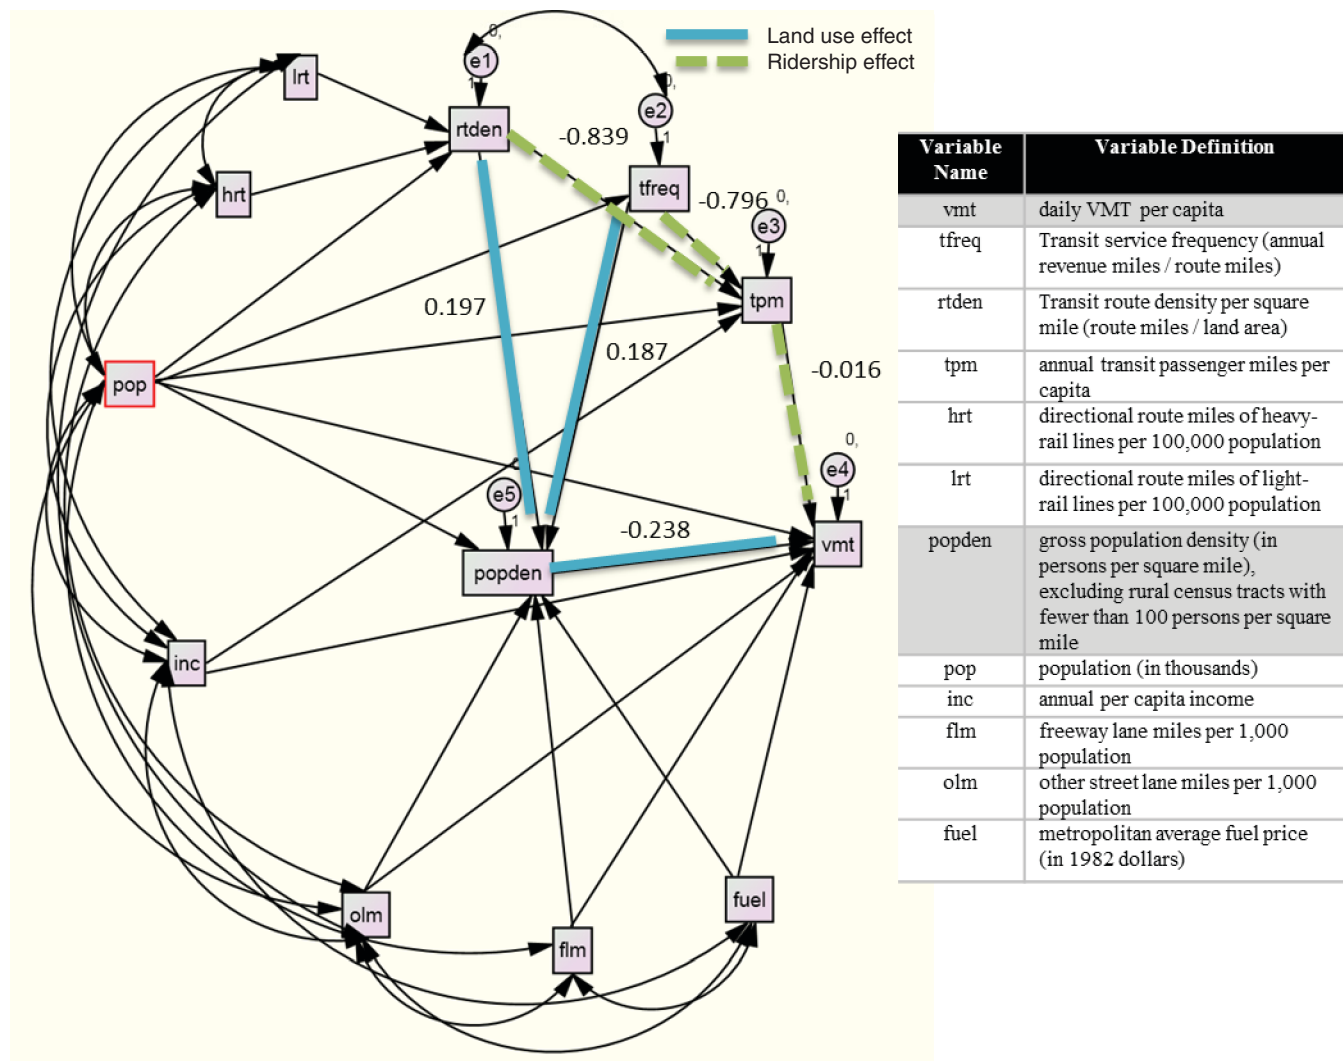 Land use effect
Ridership effect
0,
e1
1
lrt
rtden
-0.839
0,
e2
1
tfreq
hrt
-0.796
0,
e3
1
tpm
0.197
0.187
-0.016
pop
0,
e4
1
e5
1
-0.238
vmt
popden
inc
olm
flm
fuel
Variable
Name
Variable Definition
vmt
daily VMT per capita
tfreq
Transit service frequency (annual
revenue miles / route miles)
rtden
Transit route density per square
mile (route miles / land area)
tpm
annual transit passenger miles per
capita
hrt
directional route miles of heavy-
rail lines per 100,000 population
lrt
directional route miles of light-
rail lines per 100,000 population
popden
gross population density (in
persons per square mile),
excluding rural census tracts with
fewer than 100 persons per square
mile
pop
population (in thousands)
inc
annual per capita income
flm
freeway lane miles per 1,000
population
olm
other street lane miles per 1,000
population
fuel
metropolitan average fuel price
(in 1982 dollars)